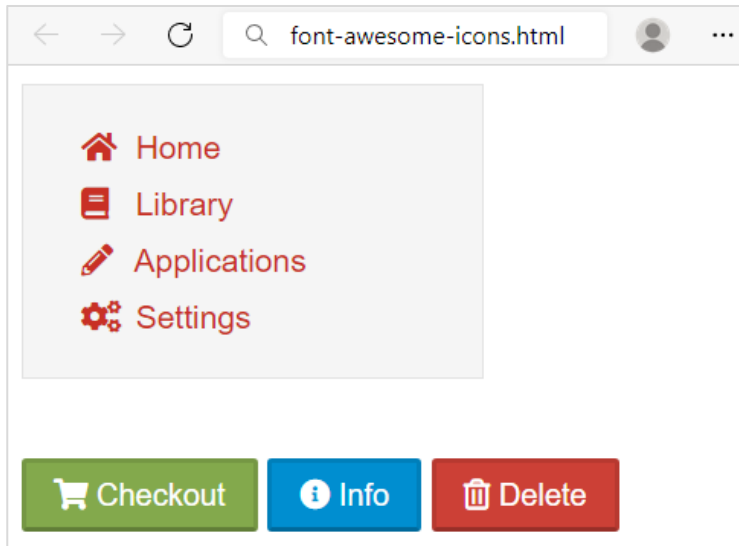 font-awesome-icons.html
Home
Library
Applications
Settings
Checkout Info Delete